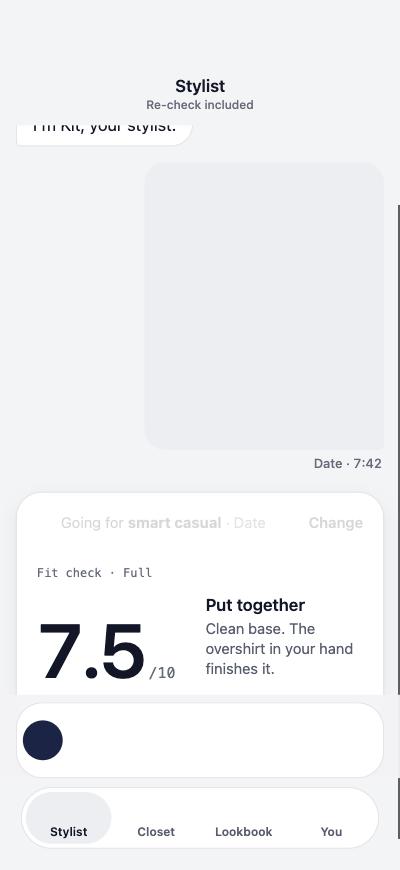 Stylist
Re-check included
I'm Kit, your stylist.
Date · 7:42
Going for smart casual · Date
Change
Fit check · Full
7.5/10
Put together
Clean base. The
overshirt in your hand
finishes it.
Stylist
Closet
Lookbook
You